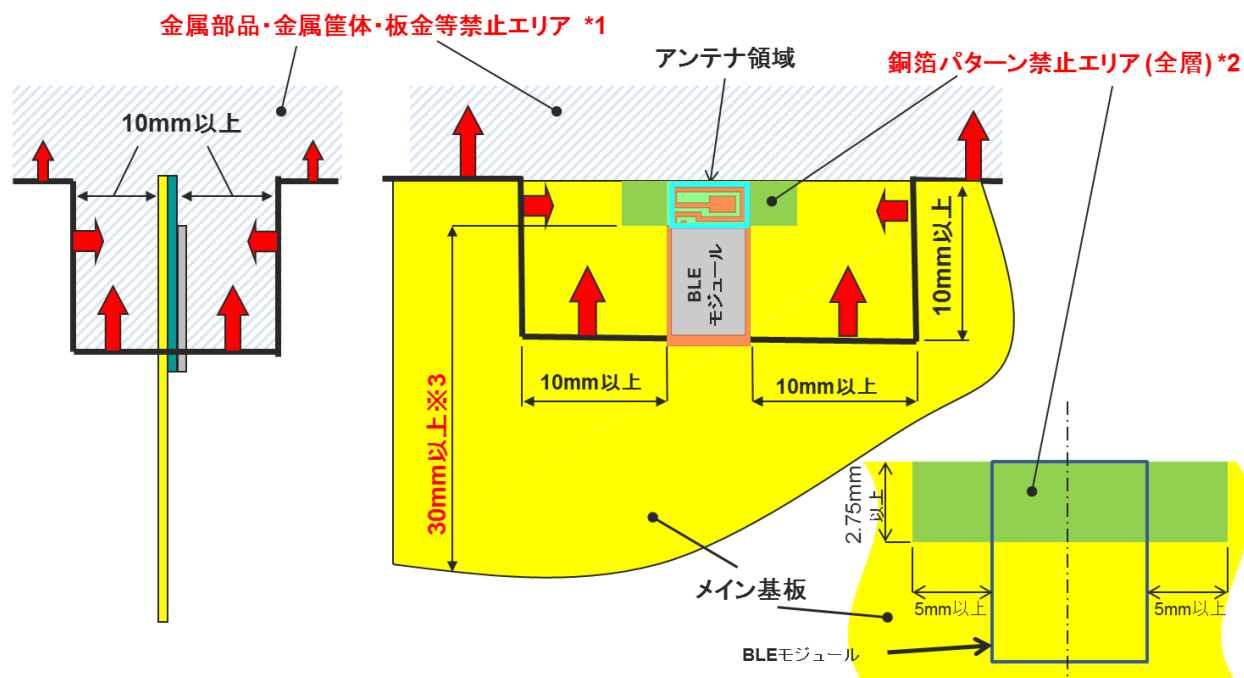 金属部品・金属筐体・板金等禁止エリア *1
アンテナ領域
銅箔パターン禁止エリア(全層)*2
10mm以上
10mm以上
BLE
モジュール
10mm以上
10mm以上
30mm以上※3
2.75mm
以上
メイン基板
5mm以上
5mm以上
BLEモジュール